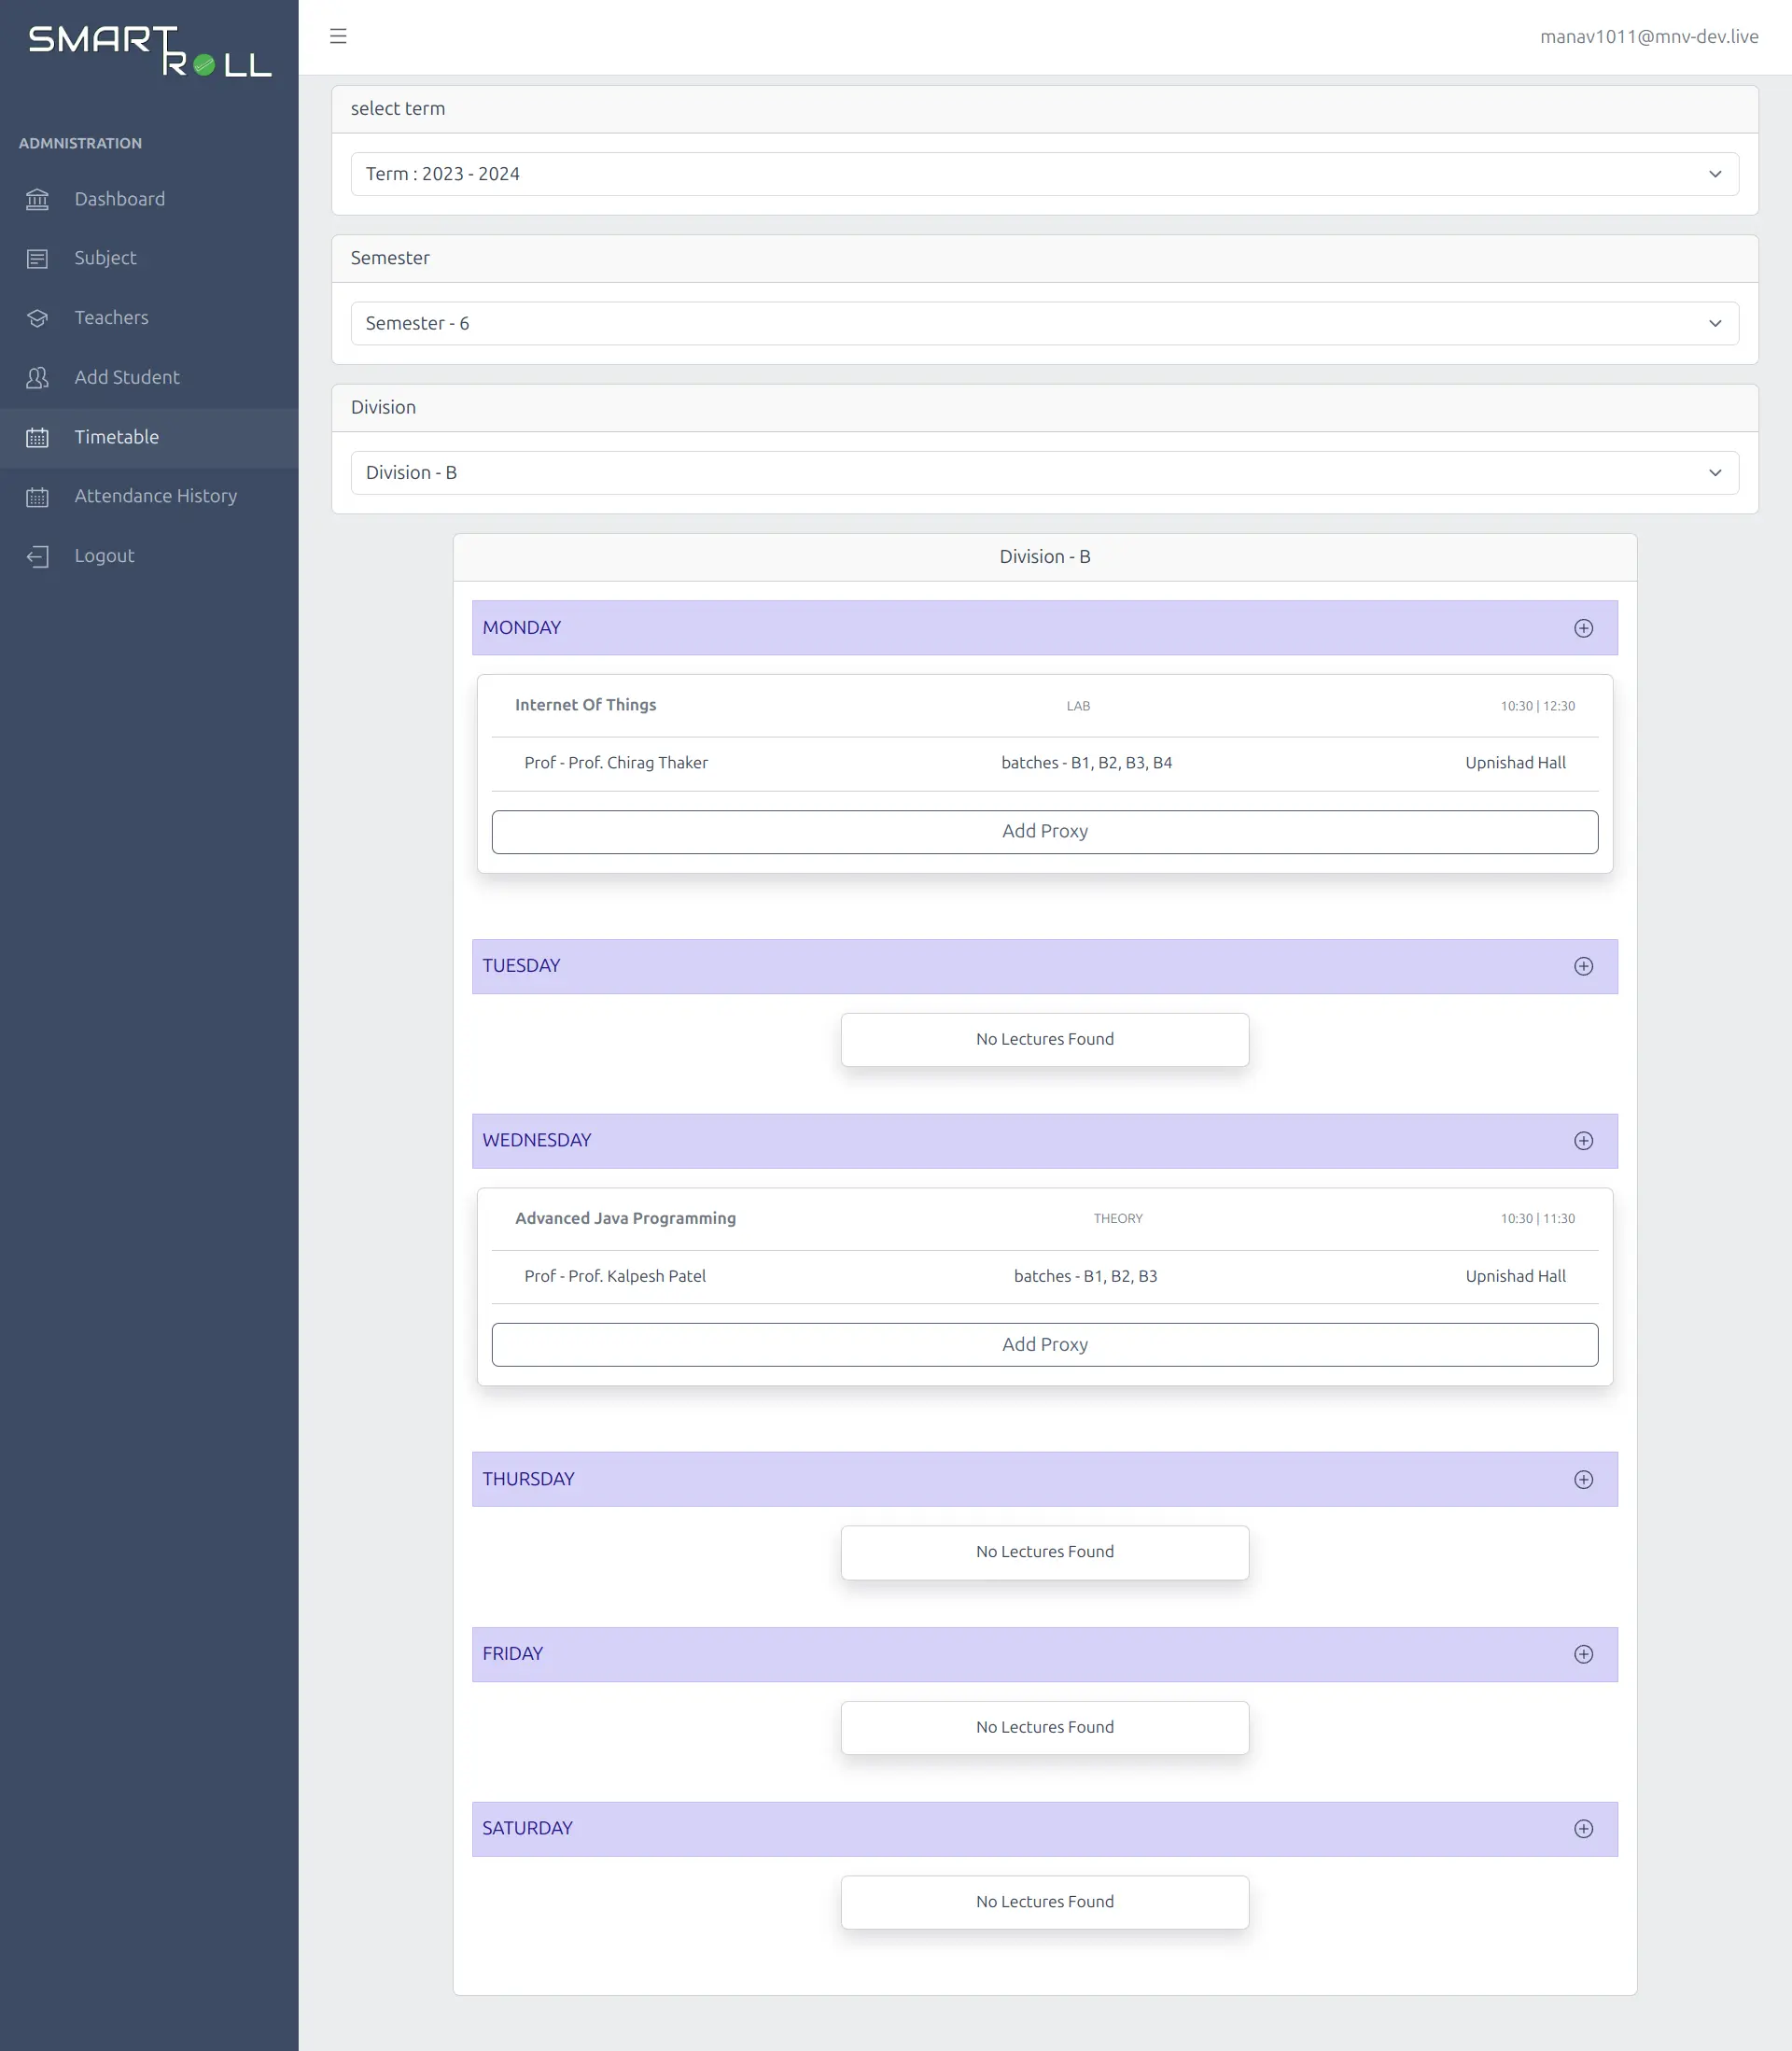 SMART
ROLL
manav1011@mnv-dev.live
ADMNISTRATION
Dashboard
Subject
Teachers
Add Student
Timetable
Attendance History
Logout
select term
Term : 2023 - 2024
Semester
Semester - 6
Division
Division - B
Division - B
MONDAY
Internet Of Things LAB 10:30 | 12:30
Prof - Prof. Chirag Thaker batches - B1, B2, B3, B4 Upnishad Hall
Add Proxy
TUESDAY
No Lectures Found
WEDNESDAY
Advanced Java Programming THEORY 10:30 | 11:30
Prof - Prof. Kalpesh Patel batches - B1, B2, B3 Upnishad Hall
Add Proxy
THURSDAY
No Lectures Found
FRIDAY
No Lectures Found
SATURDAY
No Lectures Found